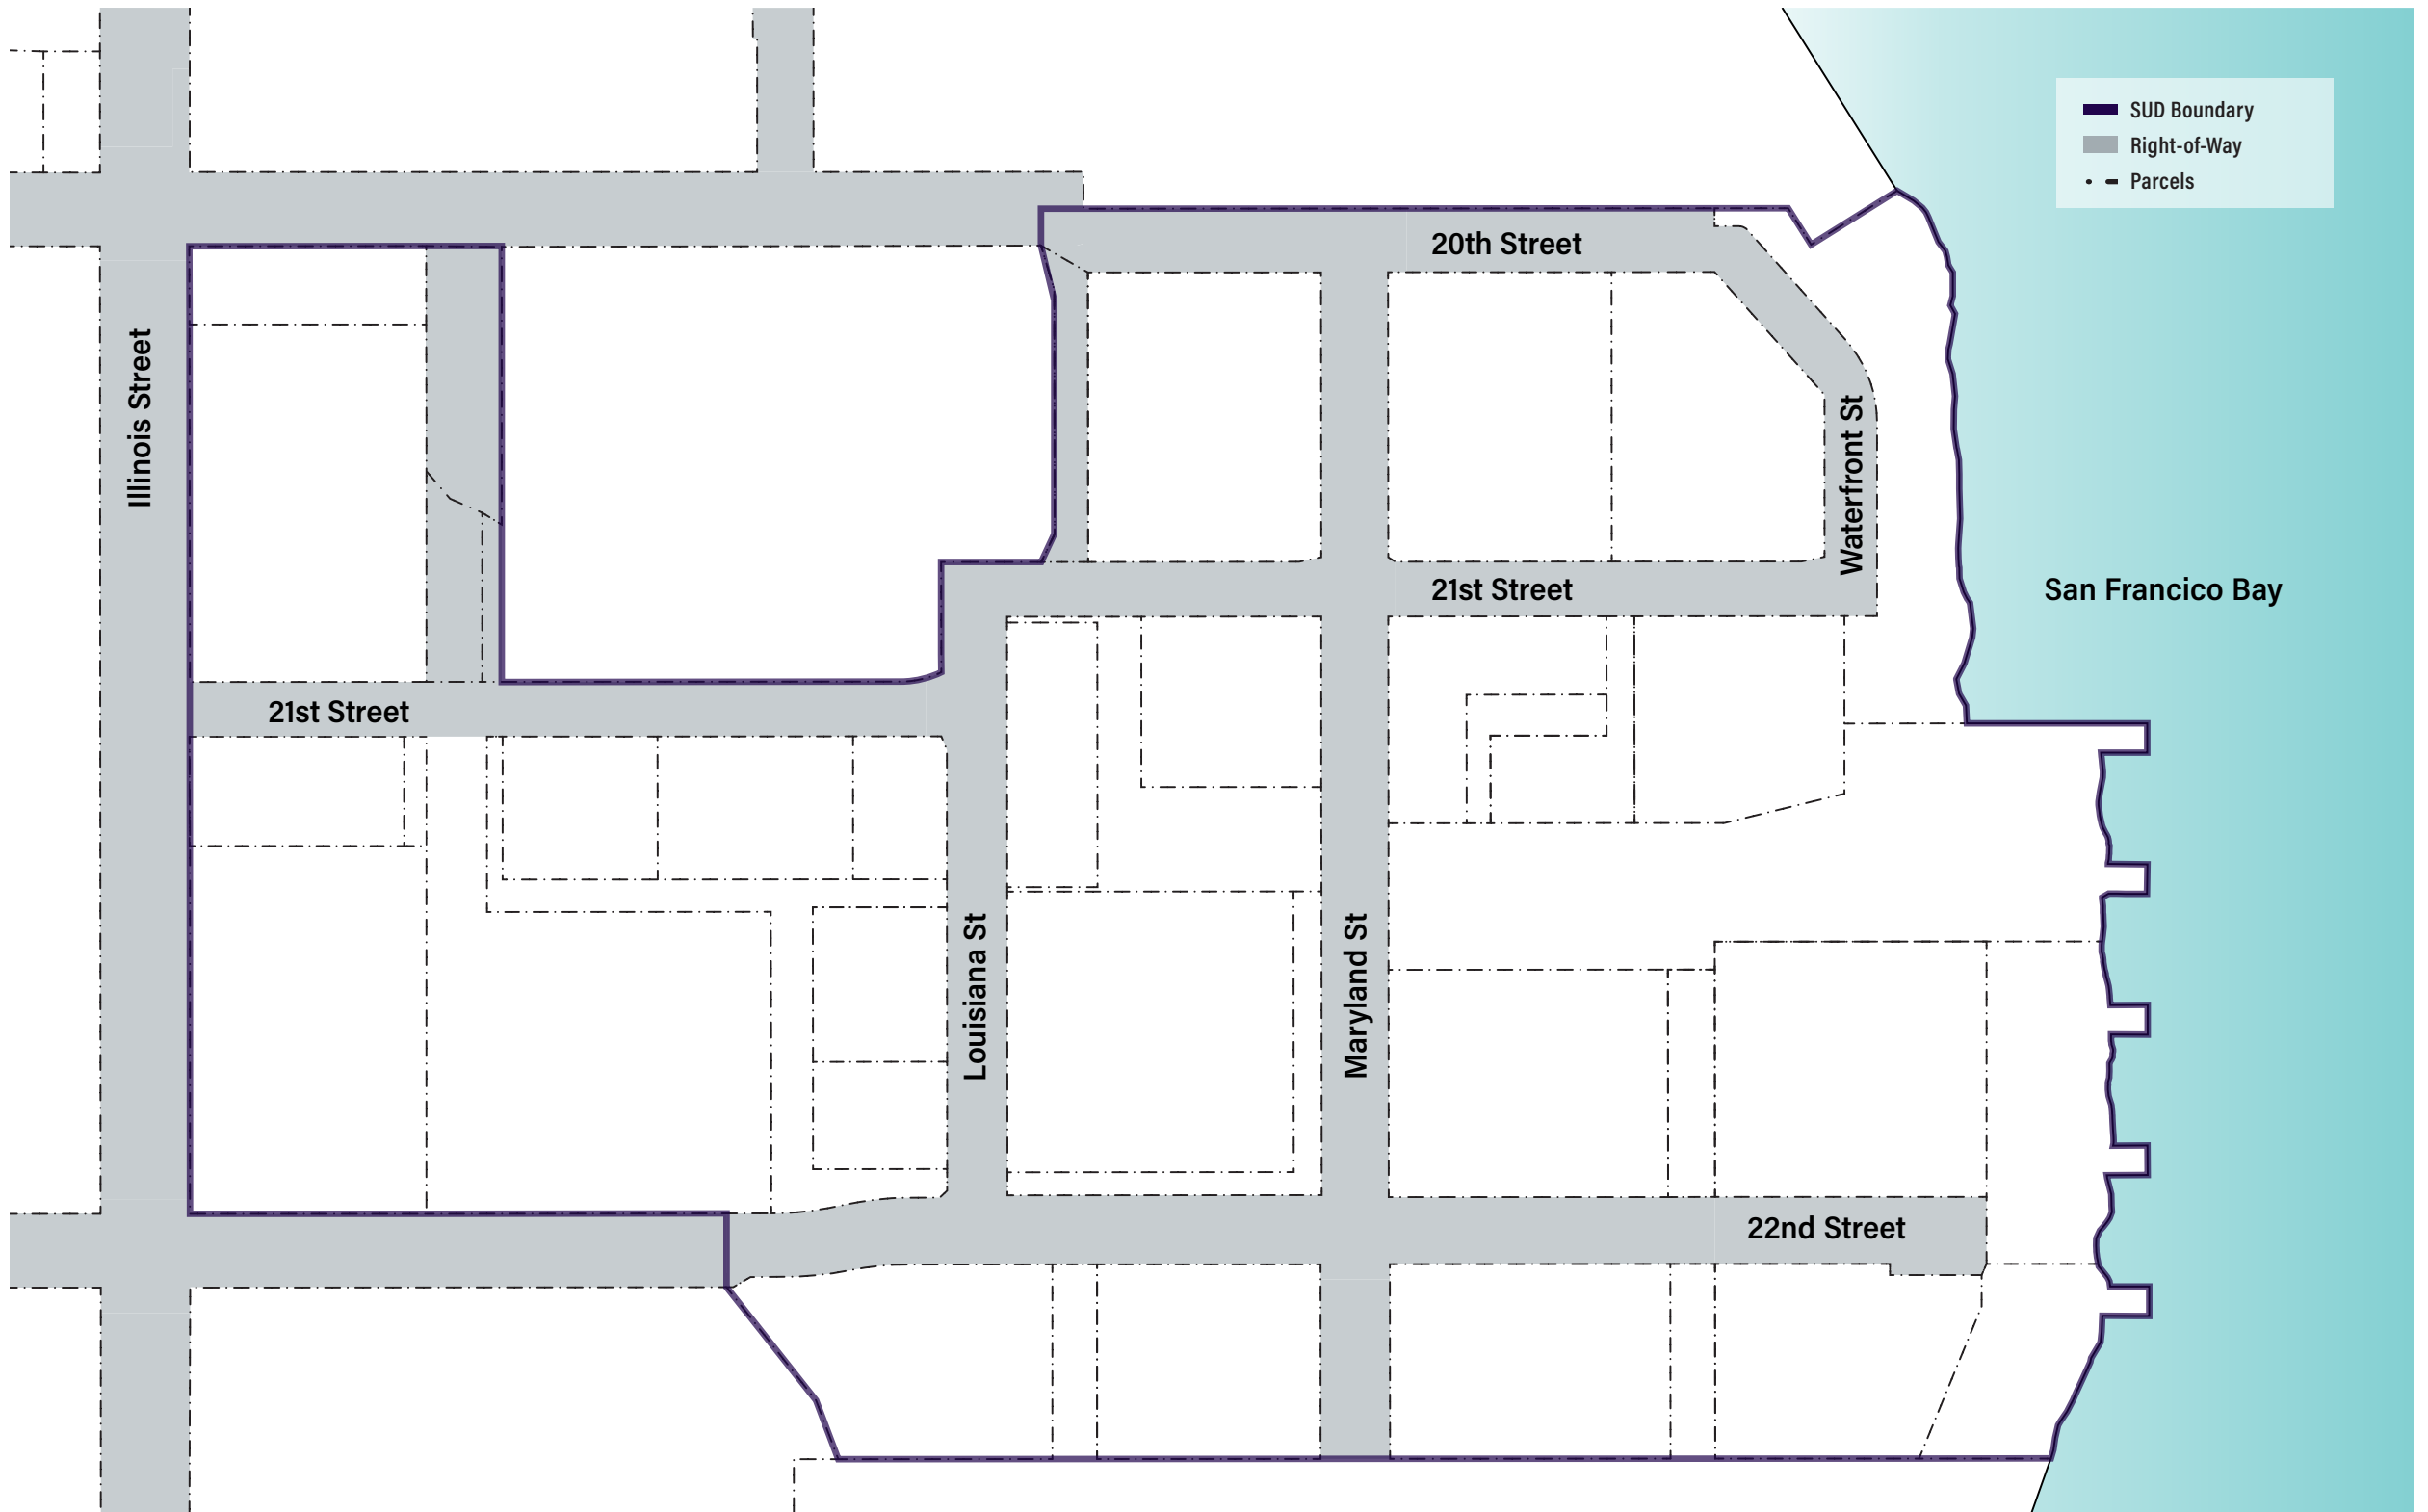 SUD Boundary
Right-of-Way
Parcels
20th Street
Illinois Street
Waterfront St
21st Street
San Francico Bay
21st Street
Louisiana St
Maryland St
22nd Street